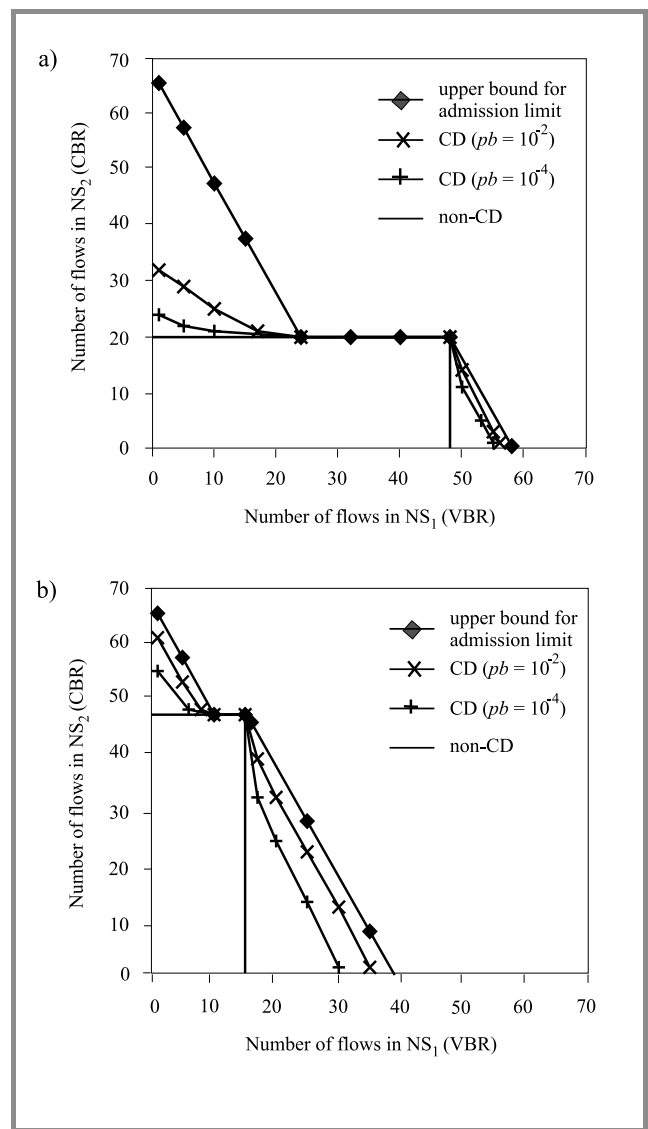 a)
70
60
50
40
30
20
10
0
Number of flows in NS2 (CBR)
upper bound for
admission limit
CD (pb = 10-2)
CD (pb = 10-4)
non-CD
0 10 20 30 40 50 60 70
Number of flows in NS1 (VBR)
b)
70
60
50
40
30
20
10
0
Number of flows in NS2 (CBR)
upper bound for
admission limit
CD (pb = 10-2)
CD (pb = 10-4)
non-CD
0 10 20 30 40 50 60 70
Number of flows in NS1 (VBR)